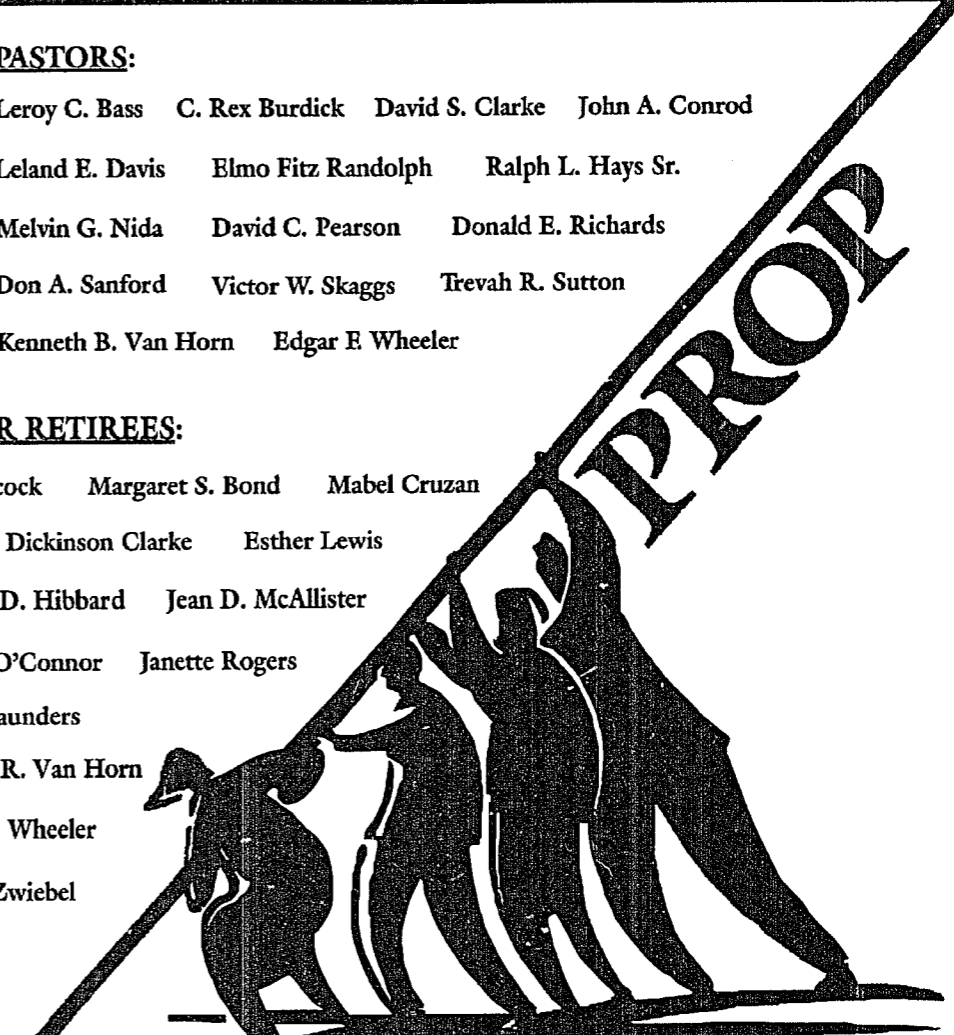 PASTORS:
Leroy C. Bass C. Rex Burdick David S. Clarke John A. Conrod
Leland E. Davis Elmo Fitz Randolph Ralph L. Hays Sr.
Melvin G. Nida David C. Pearson Donald E. Richards
Don A. Sanford Victor W. Skaggs Trevah R. Sutton
Kenneth B. Van Horn Edgar F. Wheeler
R RETIREES:
cock Margaret S. Bond Mabel Cruzan
Dickinson Clarke Esther Lewis
D. Hibbard Jean D. McAllister
O'Connor Janette Rogers
aunders
R. Van Horn
Wheeler
Zwiebel
PROP